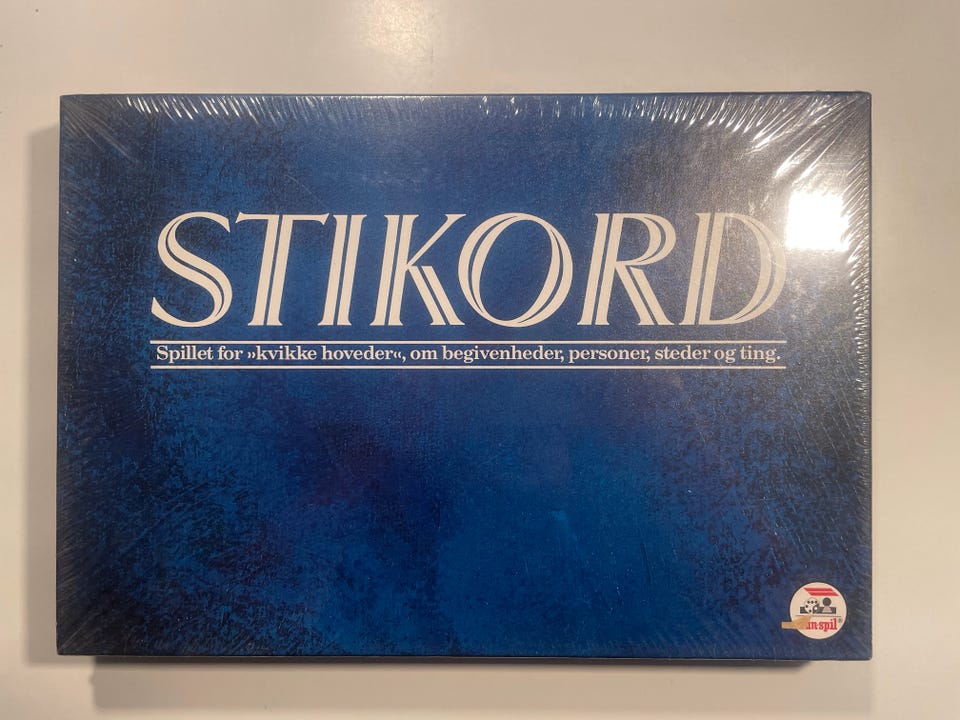 STIKORD
Spillet for »kvikke hoveder«, om begivenheder, personer, steder og ting.